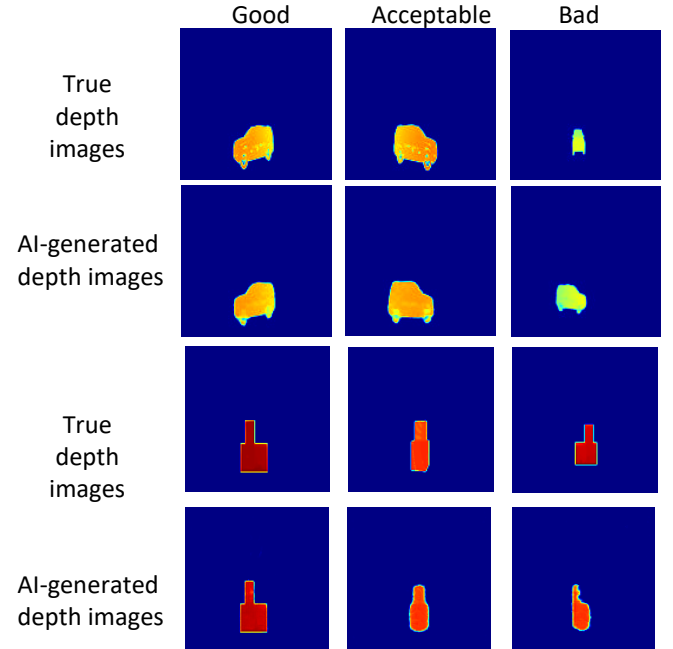 Good Acceptable Bad
True
depth
images
AI-generated
depth images
True
depth
images
AI-generated
depth images